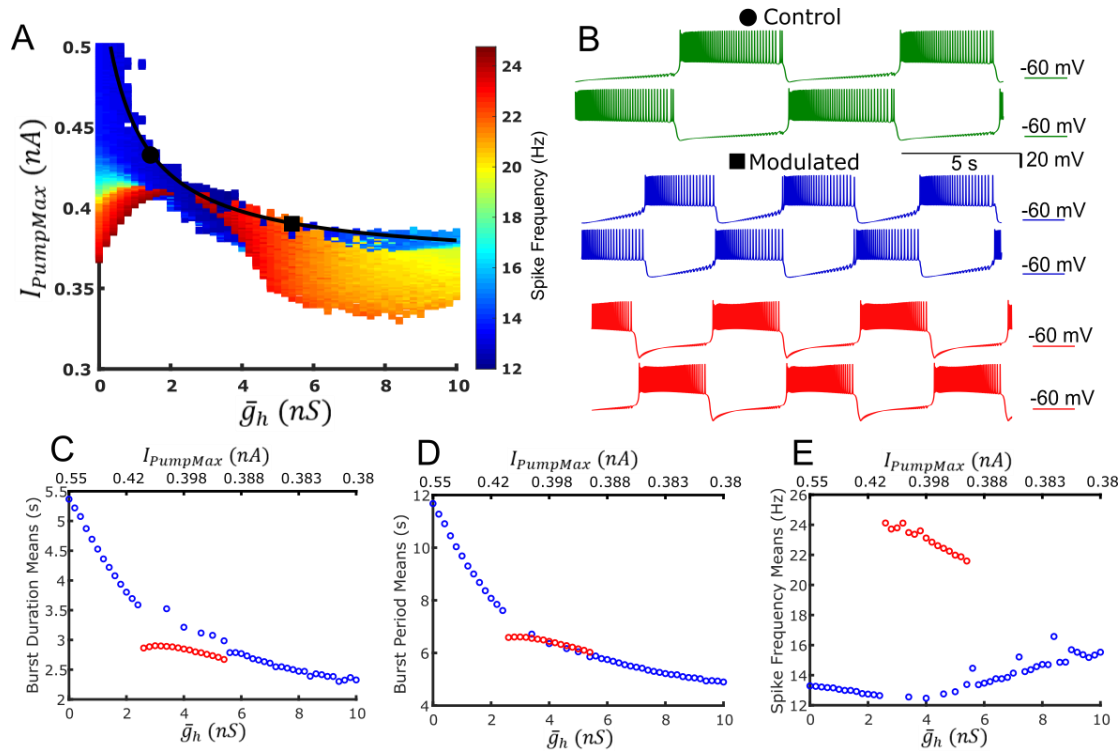 A
I_PumpMax (nA)
0.5
0.45
0.4
0.35
0.3
0 2 4 6 8 10
ḡ_h (nS)
24
22
20
18
16
14
12
Spike Frequency (Hz)
B
Control
-60 mV
-60 mV
20 mV
5 s
Modulated
-60 mV
-60 mV
-60 mV
-60 mV
C
I_PumpMax (nA)
0.55 0.42 0.398 0.388 0.383 0.38
Burst Duration Means (s)
5.5
5
4.5
4
3.5
3
2.5
2
0 2 4 6 8 10
ḡ_h (nS)
D
I_PumpMax (nA)
0.55 0.42 0.398 0.388 0.383 0.38
Burst Period Means (s)
12
10
8
6
4
0 2 4 6 8 10
ḡ_h (nS)
E
I_PumpMax (nA)
0.55 0.42 0.398 0.388 0.383 0.38
Spike Frequency Means (Hz)
26
24
22
20
18
16
14
12
0 2 4 6 8 10
ḡ_h (nS)